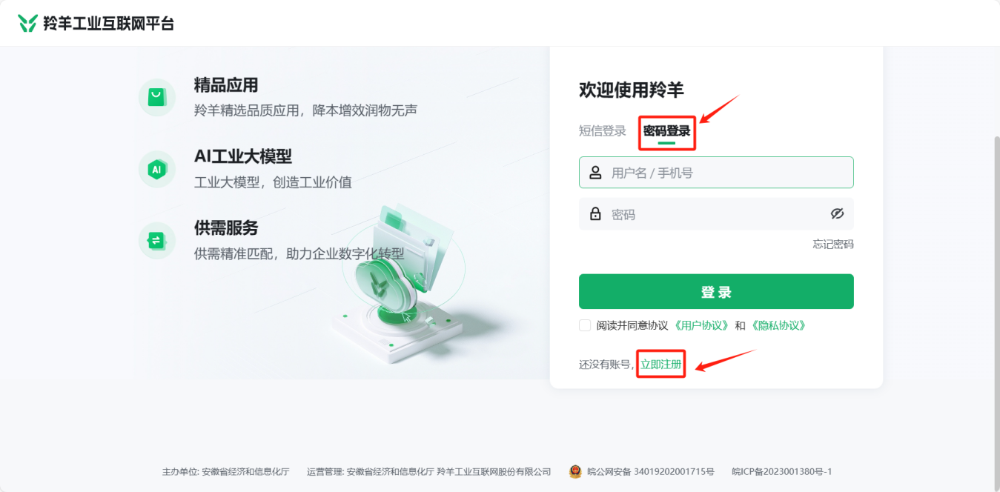 羚羊工业互联网平台
精品应用
羚羊精选品质应用，降本增效润物无声
AI
AI工业大模型
工业大模型，创造工业价值
供需服务
供需精准匹配，助力企业数字化转型
欢迎使用羚羊
短信登录 密码登录
用户名 / 手机号
密码
忘记密码
登录
阅读并同意协议 《用户协议》 和 《隐私协议》
还没有账号，立即注册
主办单位: 安徽省经济和信息化厅 运营管理: 安徽省经济和信息化厅 羚羊工业互联网股份有限公司 皖公网安备 34019202001715号 皖ICP备2023001380号-1